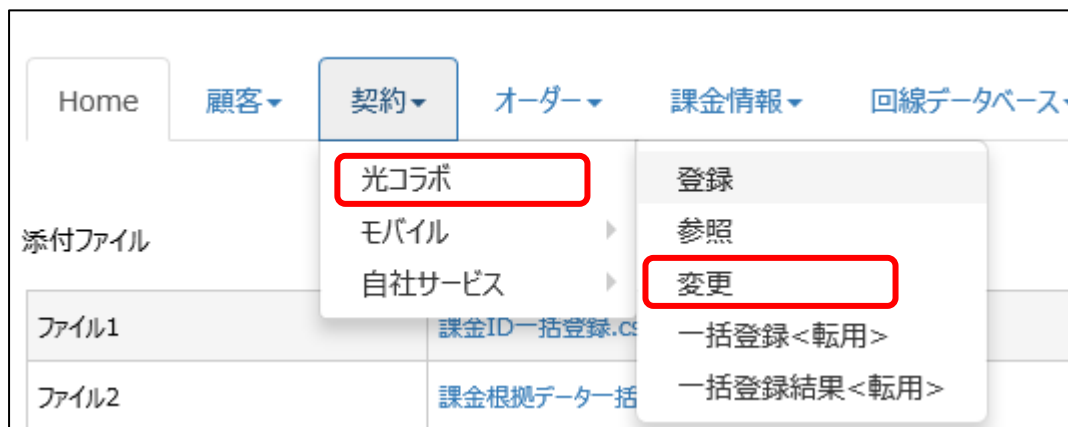 Home 顧客 契約 オーダー 課金情報 回線データベース
光コラボ 登録
モバイル 参照
添付ファイル
自社サービス 変更
ファイル1 課金ID一括登録.cs 一括登録<転用>
ファイル2 課金根拠データ一括 一括登録結果<転用>